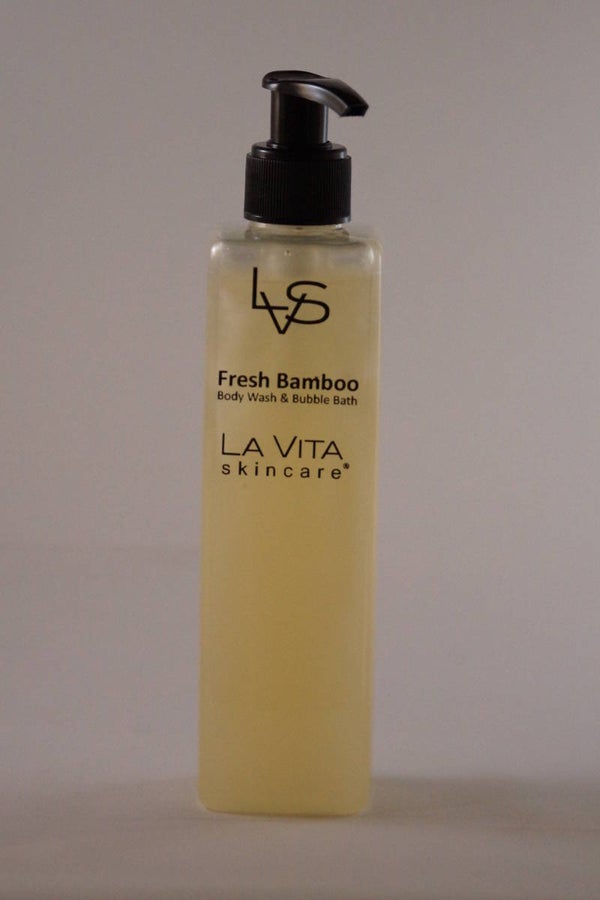 LVS
Fresh Bamboo
Body Wash & Bubble Bath
LA VITA
skincare®